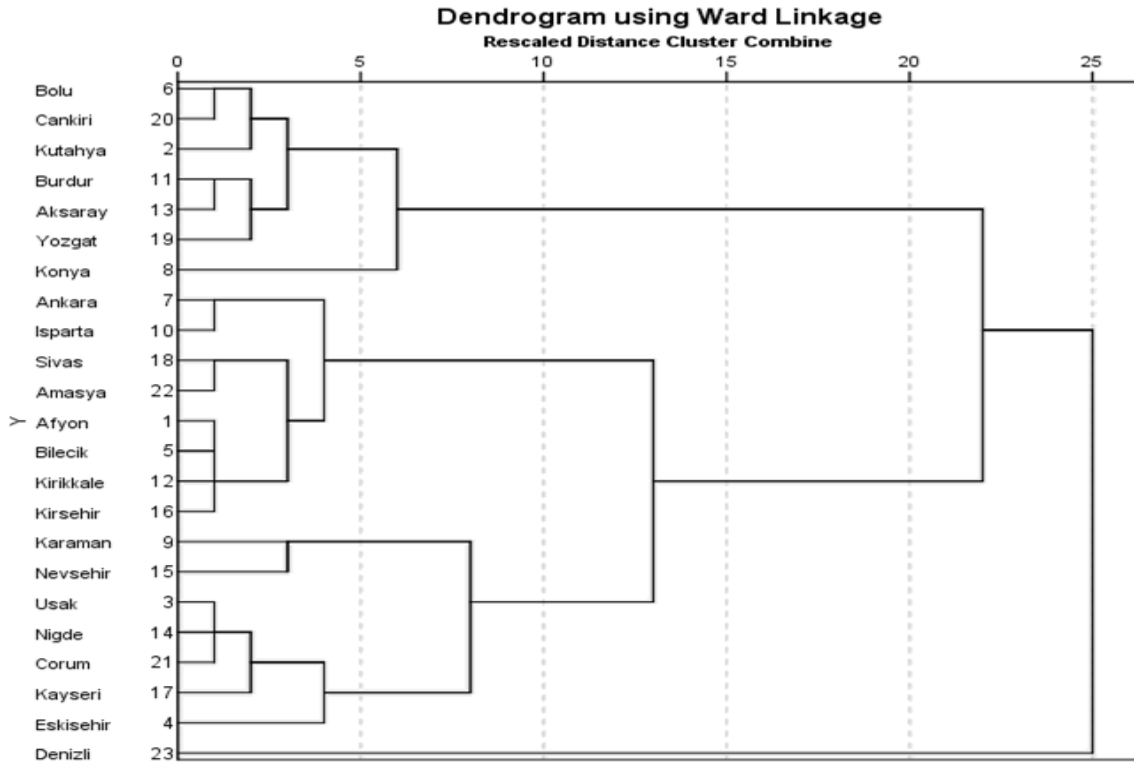 Dendrogram using Ward Linkage
Rescaled Distance Cluster Combine
0 5 10 15 20 25
Bolu 6
Cankiri 20
Kutahya 2
Burdur 11
Aksaray 13
Yozgat 19
Konya 8
Ankara 7
Isparta 10
Sivas 18
Amasya 22
Y
Afyon 1
Bilecik 5
Kirikkale 12
Kirsehir 16
Karaman 9
Nevsehir 15
Usak 3
Nigde 14
Corum 21
Kayseri 17
Eskisehir 4
Denizli 23